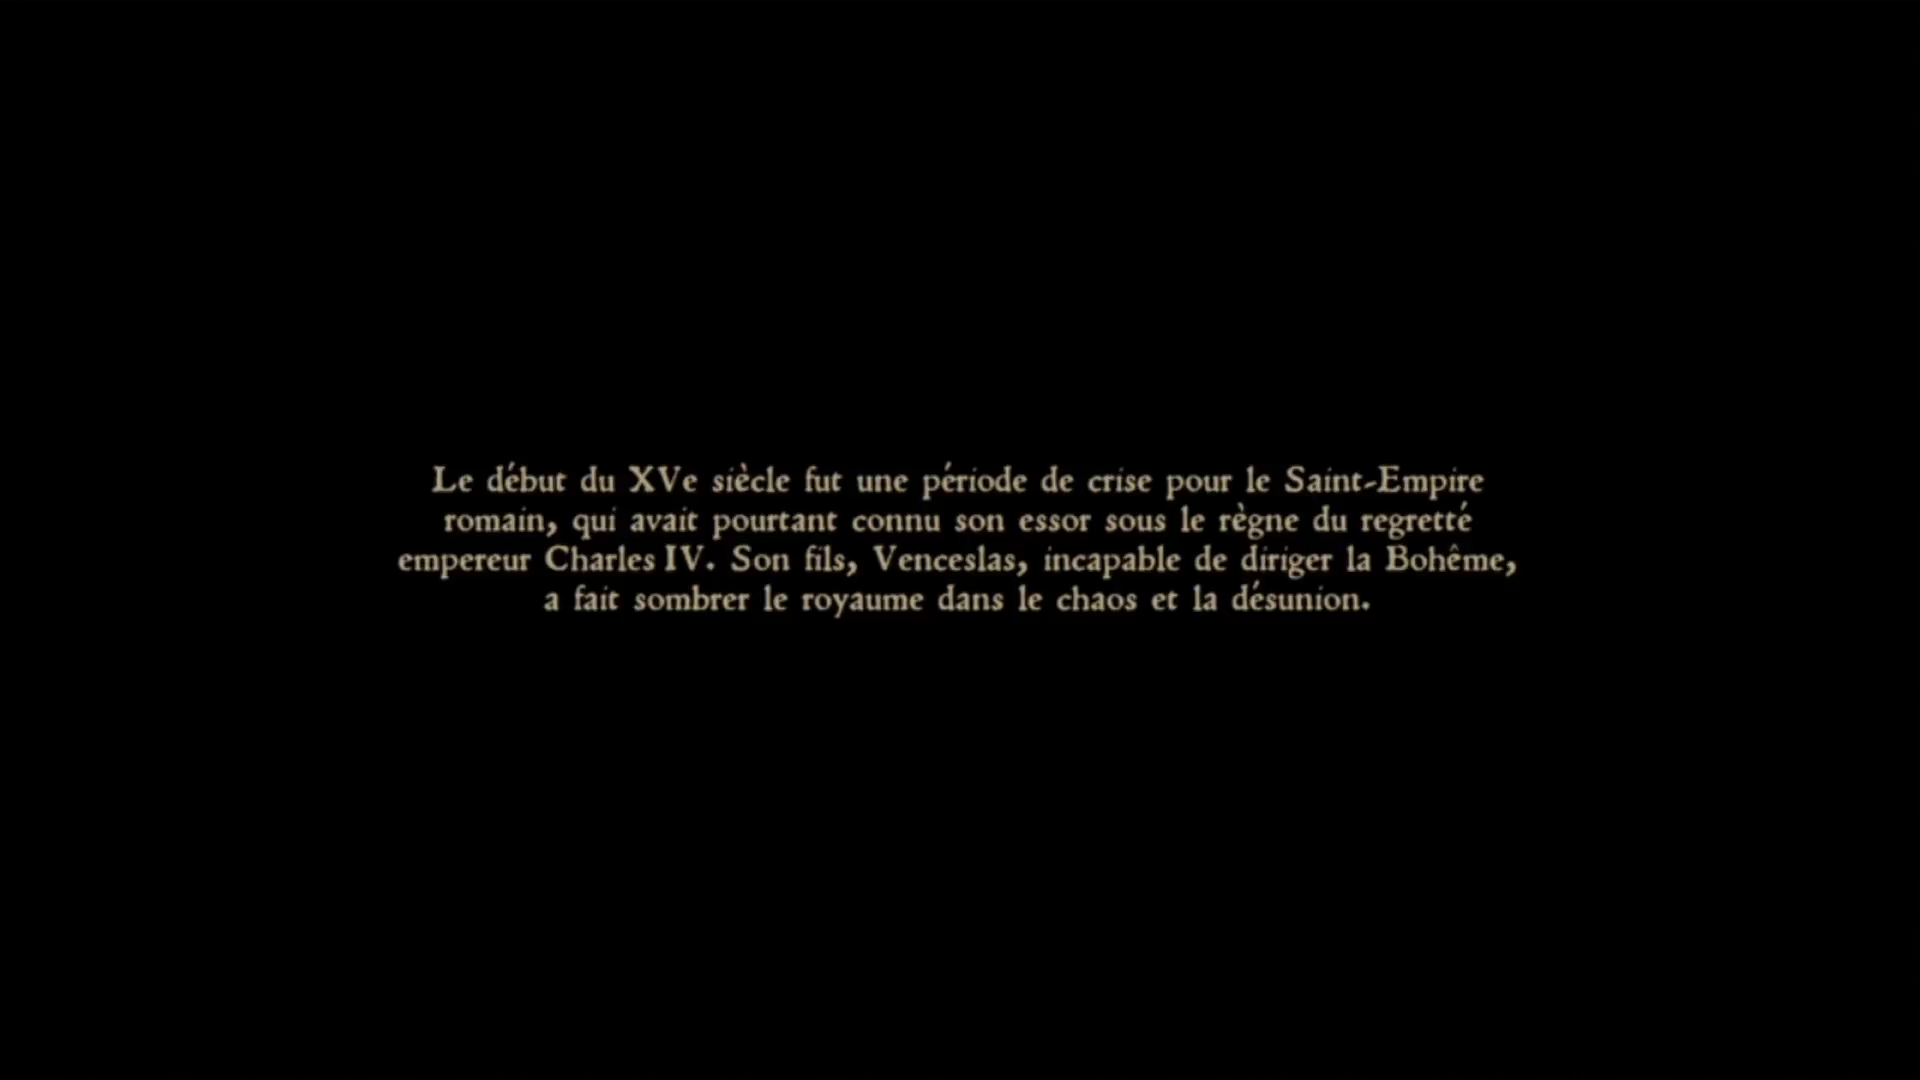 Le début du XVe siècle fut une période de crise pour le Saint-Empire
romain, qui avait pourtant connu son essor sous le règne du regretté
empereur Charles IV. Son fils, Venceslas, incapable de diriger la Bohême,
a fait sombrer le royaume dans le chaos et la désunion.